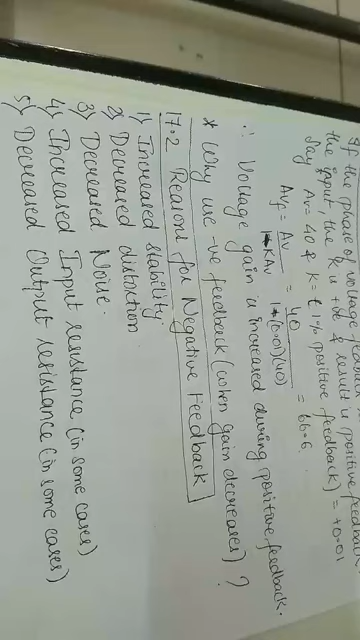 If the phase of voltage feedback
the input, the K is +ve & result is positive feedback.
Say Av = 40 & K = (1% positive feedback) = +0.01
Avf = Av / 1-KAv = 40 / 1-(0.01)(40) = 66.6.
∴ Voltage gain is increased during positive feedback.
* Why use -ve feedback (when gain decreases) ?
17.2 Reasons for Negative Feedback
1) Increased stability.
2) Decreased distortion
3) Decreased Noise.
4) Increased Input resistance (in some cases)
5) Decreased Output resistance (in some cases)